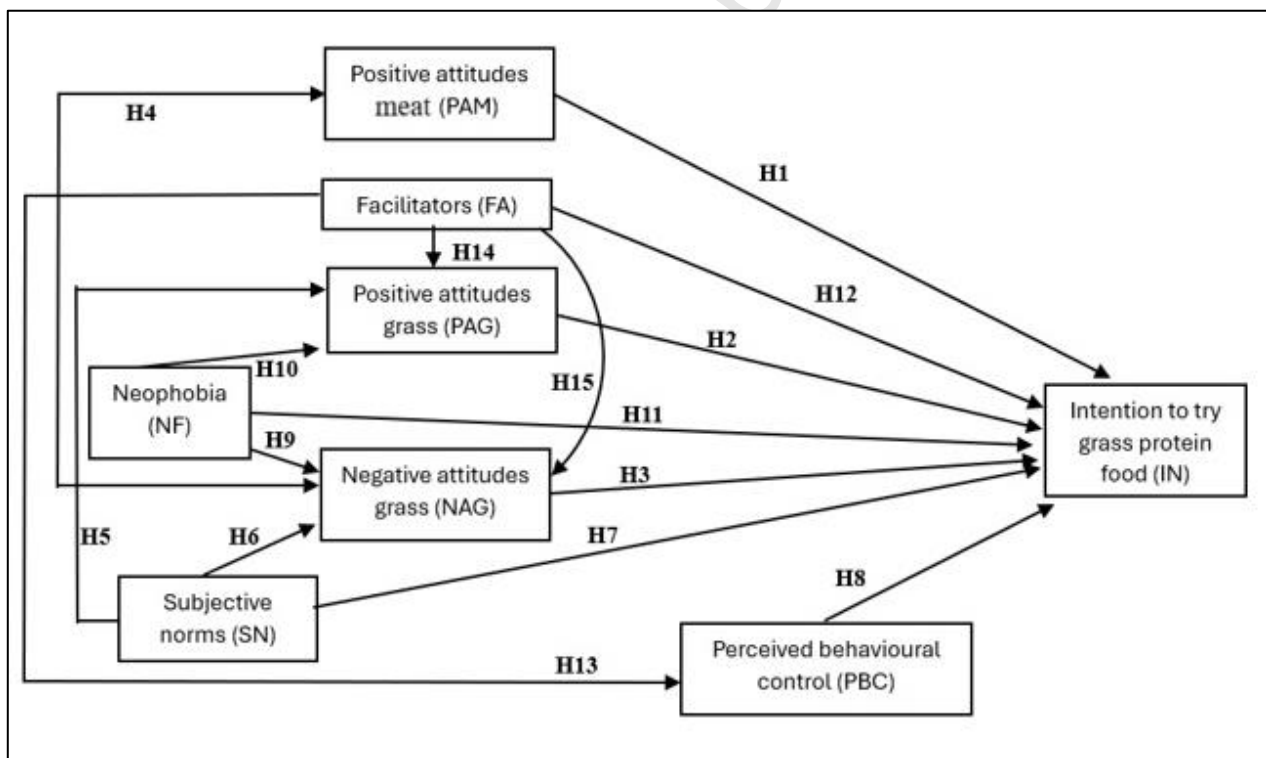 Positive attitudes
meat (PAM)
H4
H1
Facilitators (FA)
H14
H12
Positive attitudes
grass (PAG)
H2
H10
H15
Neophobia
(NF)
H11
Intention to try
grass protein
food (IN)
H9
Negative attitudes
grass (NAG)
H3
H5
H6
H7
H8
Subjective
norms (SN)
Perceived behavioural
control (PBC)
H13